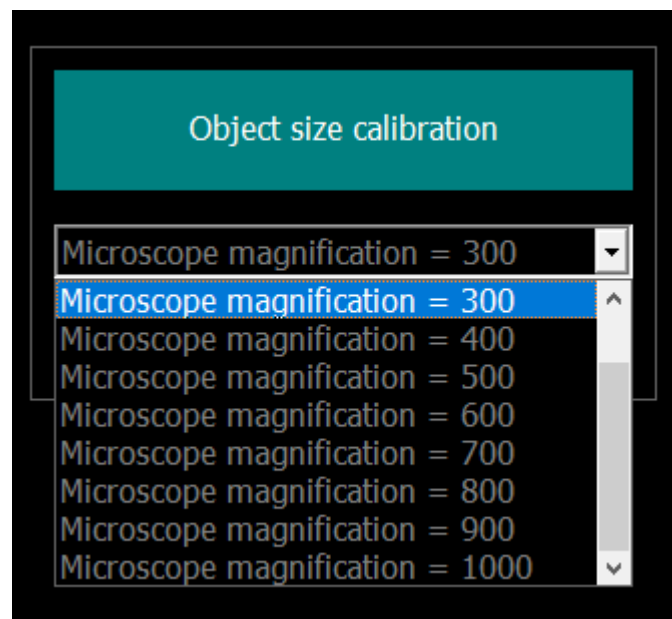 Object size calibration
Microscope magnification = 300
Microscope magnification = 300
Microscope magnification = 400
Microscope magnification = 500
Microscope magnification = 600
Microscope magnification = 700
Microscope magnification = 800
Microscope magnification = 900
Microscope magnification = 1000